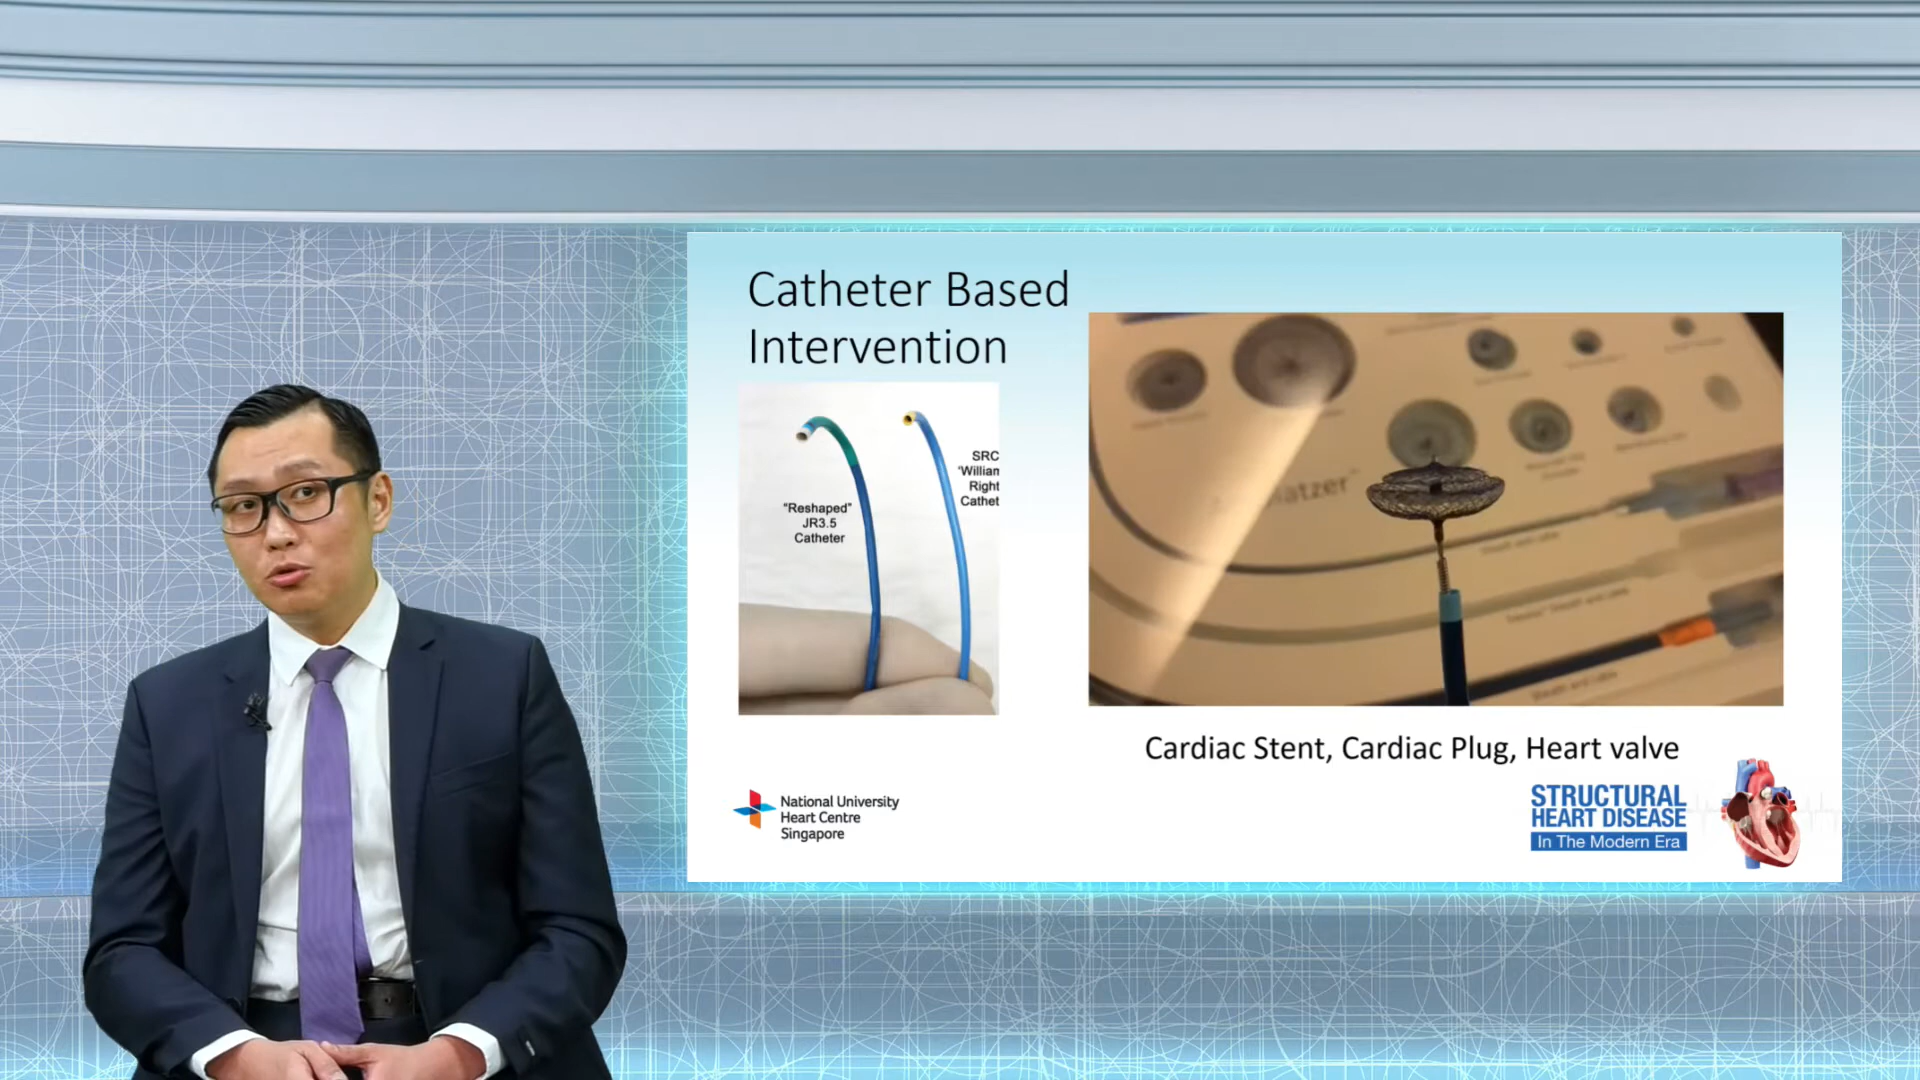 Catheter Based
Intervention
"Reshaped"
JR3.5
Catheter
SRC
'William
Right
Cathet
atzer™
Cardiac Stent, Cardiac Plug, Heart valve
National University
Heart Centre
Singapore
STRUCTURAL
HEART DISEASE
In The Modern Era